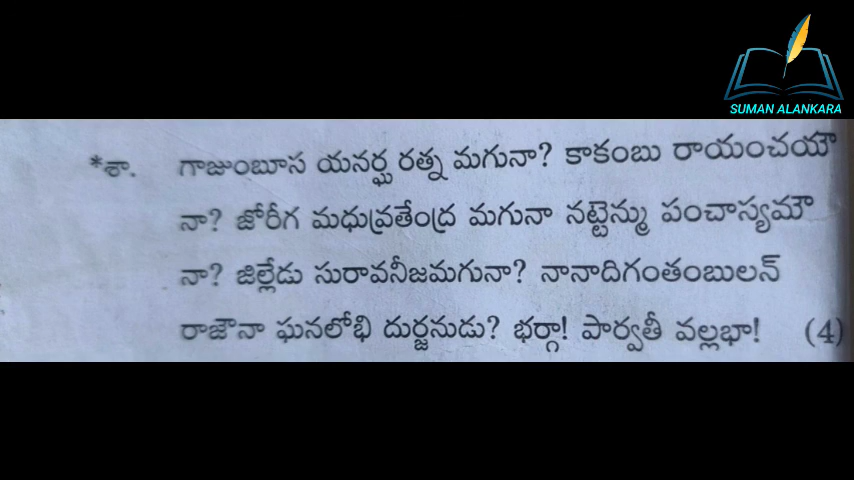 SUMAN ALANKARA
*శా. గాజుంబూస యనర్ఘ రత్న మగునా? కాకంబు రాయంచయౌ
నా? జోరీగ మధువ్రతేంద్ర మగునా నట్టెన్ము పంచాస్యమౌ
నా? జిల్లేడు సురావనీజమగునా? నానాదిగంతంబులన్
రాజౌనా ఘనలోభి దుర్జనుడు? భర్గా! పార్వతీ వల్లభా! (4)